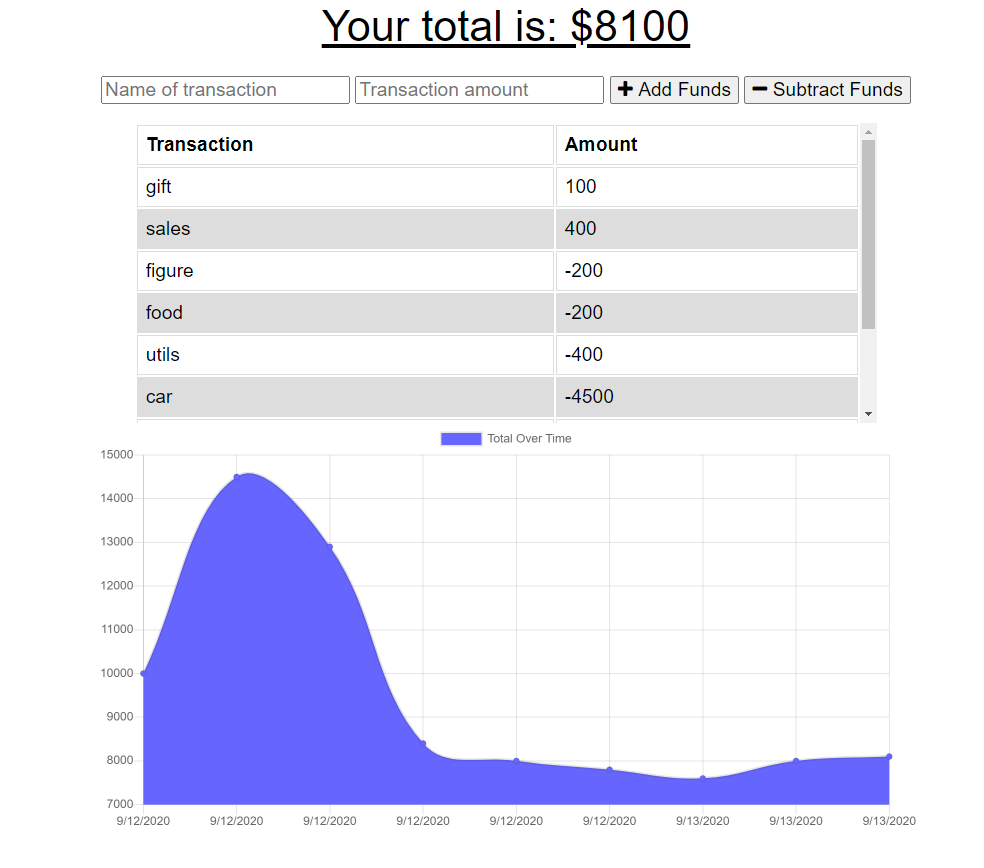 Your total is: $8100
Name of transaction Transaction amount + Add Funds − Subtract Funds
Transaction Amount
gift 100
sales 400
figure -200
food -200
utils -400
car -4500
Total Over Time
15000
14000
13000
12000
11000
10000
9000
8000
7000
9/12/2020 9/12/2020 9/12/2020 9/12/2020 9/12/2020 9/12/2020 9/13/2020 9/13/2020 9/13/2020